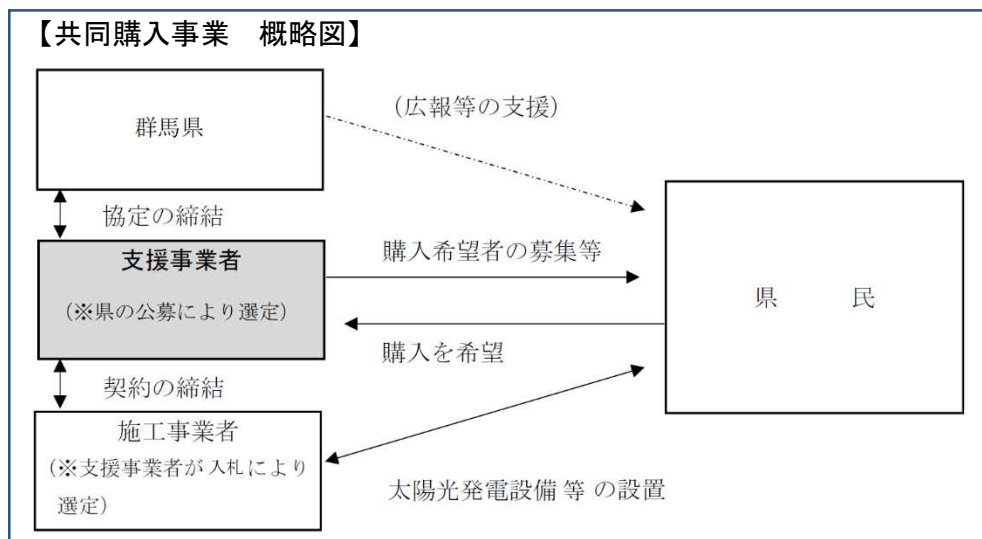 【共同購入事業　概略図】
群馬県
(広報等の支援)
協定の締結
支援事業者
(※県の公募により選定)
購入希望者の募集等
県　　民
購入を希望
契約の締結
施工事業者
(※支援事業者が入札により
選定)
太陽光発電設備等の設置